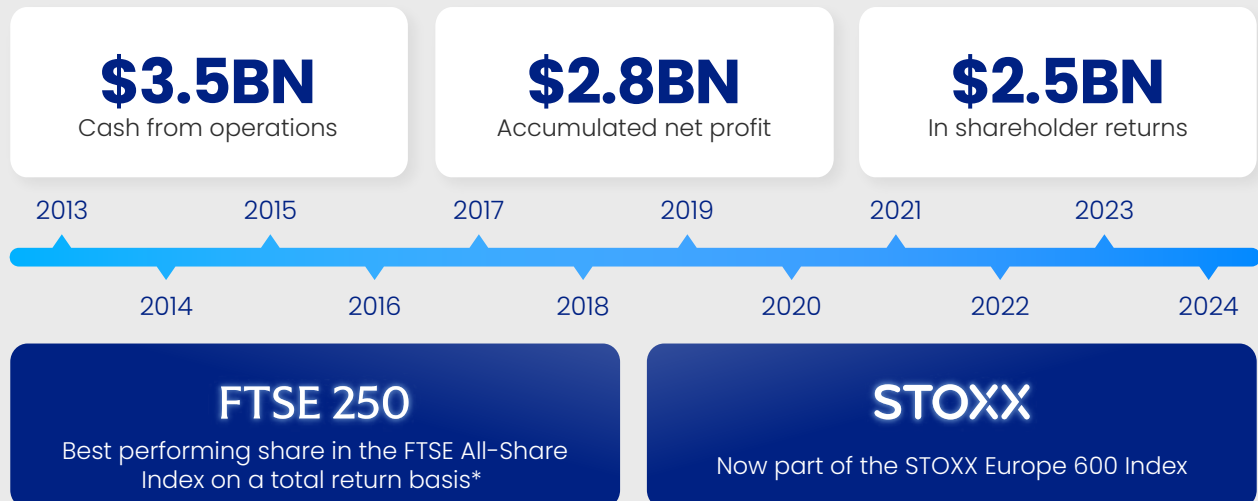 $3.5BN
Cash from operations
$2.8BN
Accumulated net profit
$2.5BN
In shareholder returns
2013
2015
2017
2019
2021
2023
2014
2016
2018
2020
2022
2024
FTSE 250
Best performing share in the FTSE All-Share
Index on a total return basis*
STOXX
Now part of the STOXX Europe 600 Index